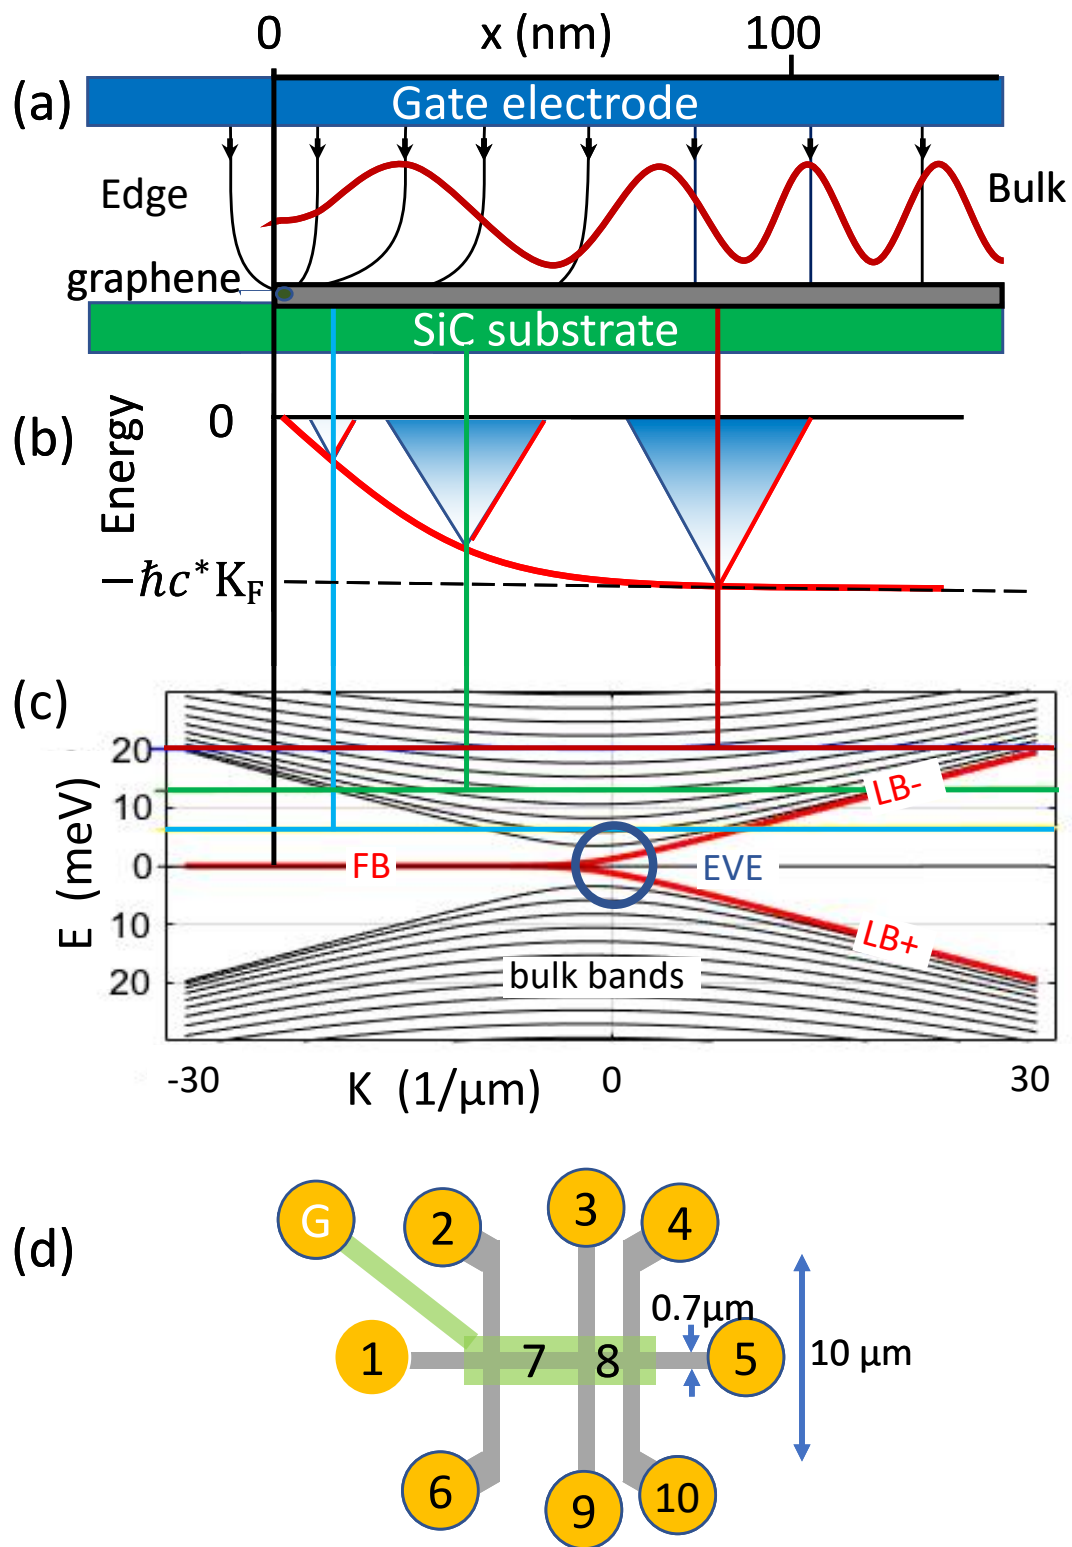 0 x (nm) 100
(a)
Gate electrode
Edge
Bulk
graphene
SiC substrate
(b)
Energy
0
−ℏc*K_F
(c)
E (meV)
20
10
0
10
20
FB
EVE
LB-
LB+
bulk bands
-30 K (1/μm) 0 30
(d)
G 2 3 4
0.7μm
1 7 8 5 10 μm
6 9 10